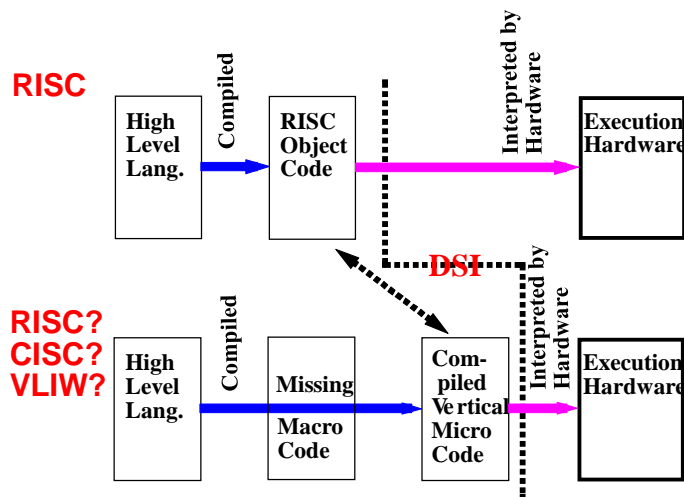 RISC
High
Level
Lang.
Compiled
RISC
Object
Code
Interpreted by
Hardware
Execution
Hardware
DSI
RISC?
CISC?
VLIW?
High
Level
Lang.
Compiled
Missing
Macro
Code
Com-
piled
Vertical
Micro
Code
Interpreted by
Hardware
Execution
Hardware